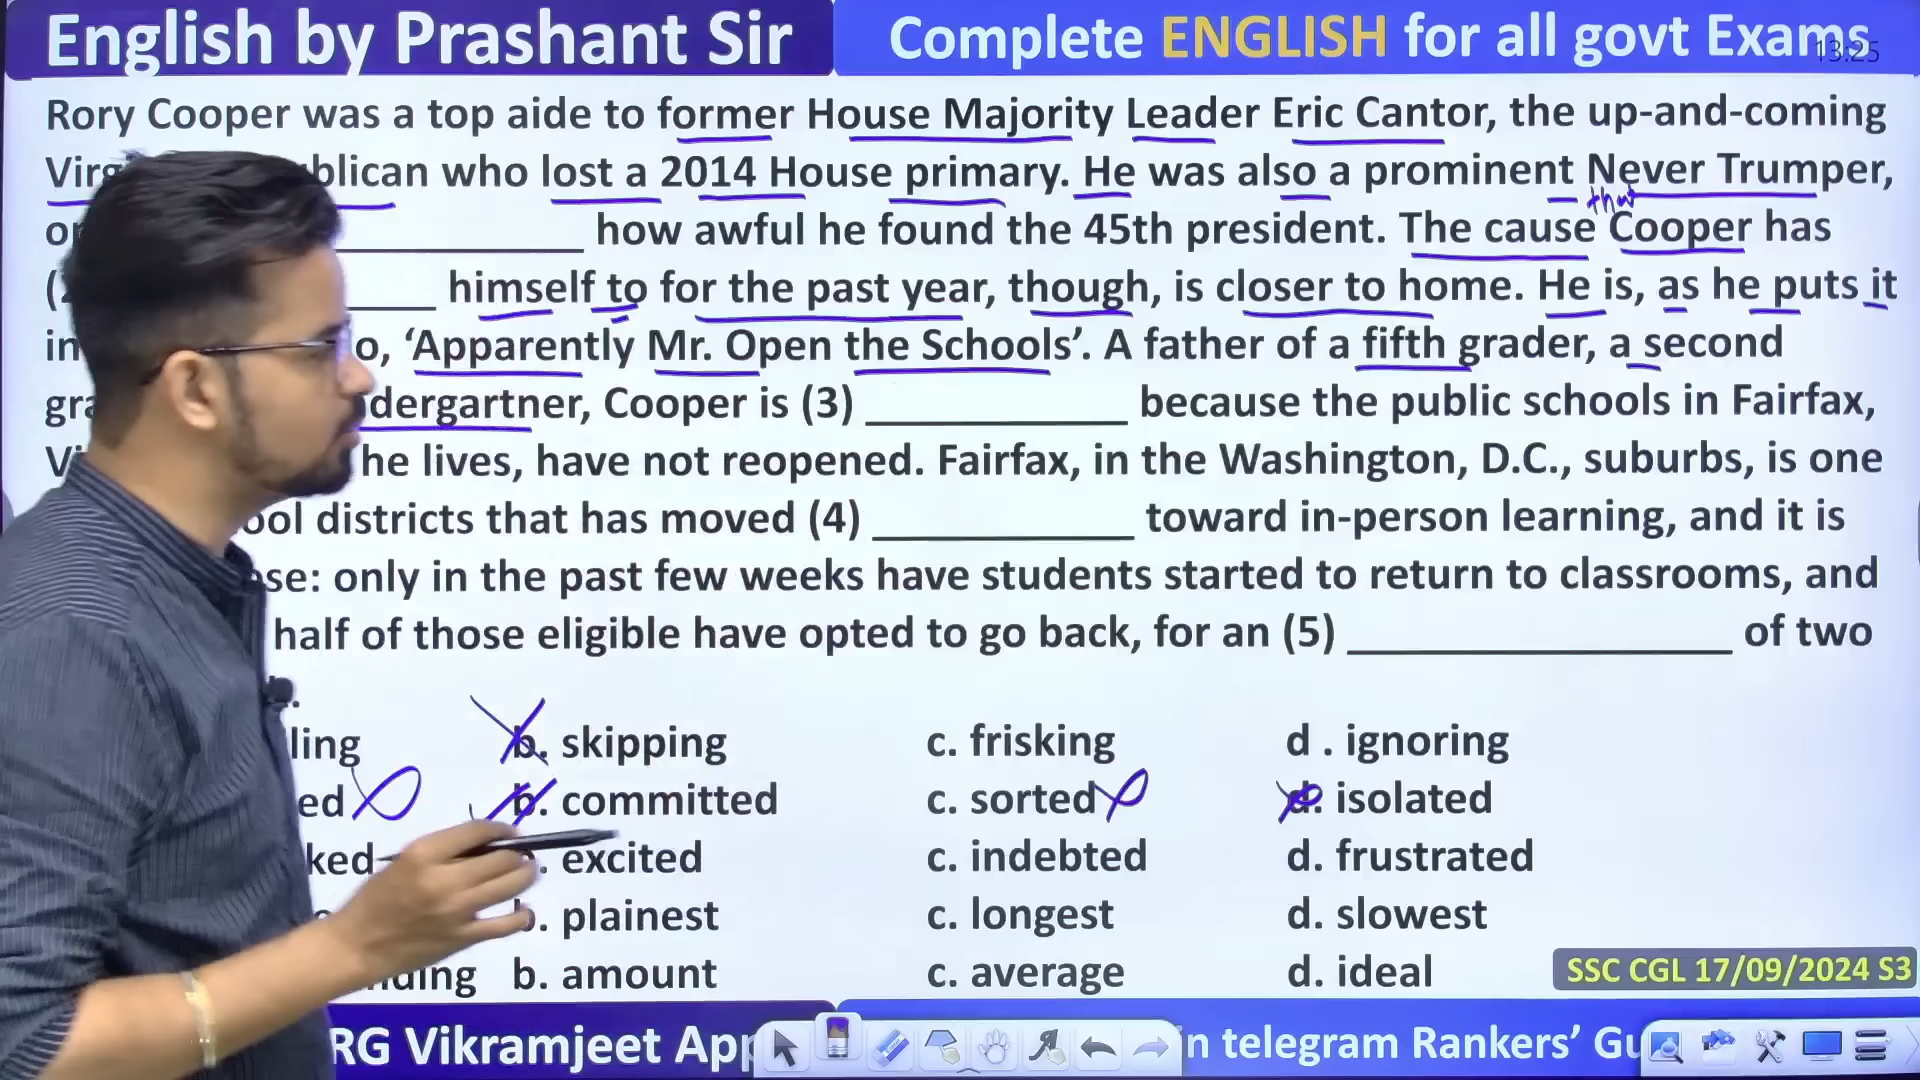 English by Prashant Sir
Complete ENGLISH for all govt Exams
13:25
Rory Cooper was a top aide to former House Majority Leader Eric Cantor, the up-and-coming
who lost a 2014 House primary. He was also a prominent Never Trumper,
that
how awful he found the 45th president. The cause Cooper has
himself to for the past year, though, is closer to home. He is, as he puts it
'Apparently Mr. Open the Schools'. A father of a fifth grader, a second
Cooper is (3) ____________ because the public schools in Fairfax,
he lives, have not reopened. Fairfax, in the Washington, D.C., suburbs, is one
districts that has moved (4) ____________ toward in-person learning, and it is
only in the past few weeks have students started to return to classrooms, and
half of those eligible have opted to go back, for an (5) _________________ of two
b. skipping c. frisking d . ignoring
b. committed c. sorted d. isolated
excited c. indebted d. frustrated
b. plainest c. longest d. slowest
b. amount c. average d. ideal
SSC CGL 17/09/2024 S3
RG Vikramjeet App
in telegram Rankers' Gu